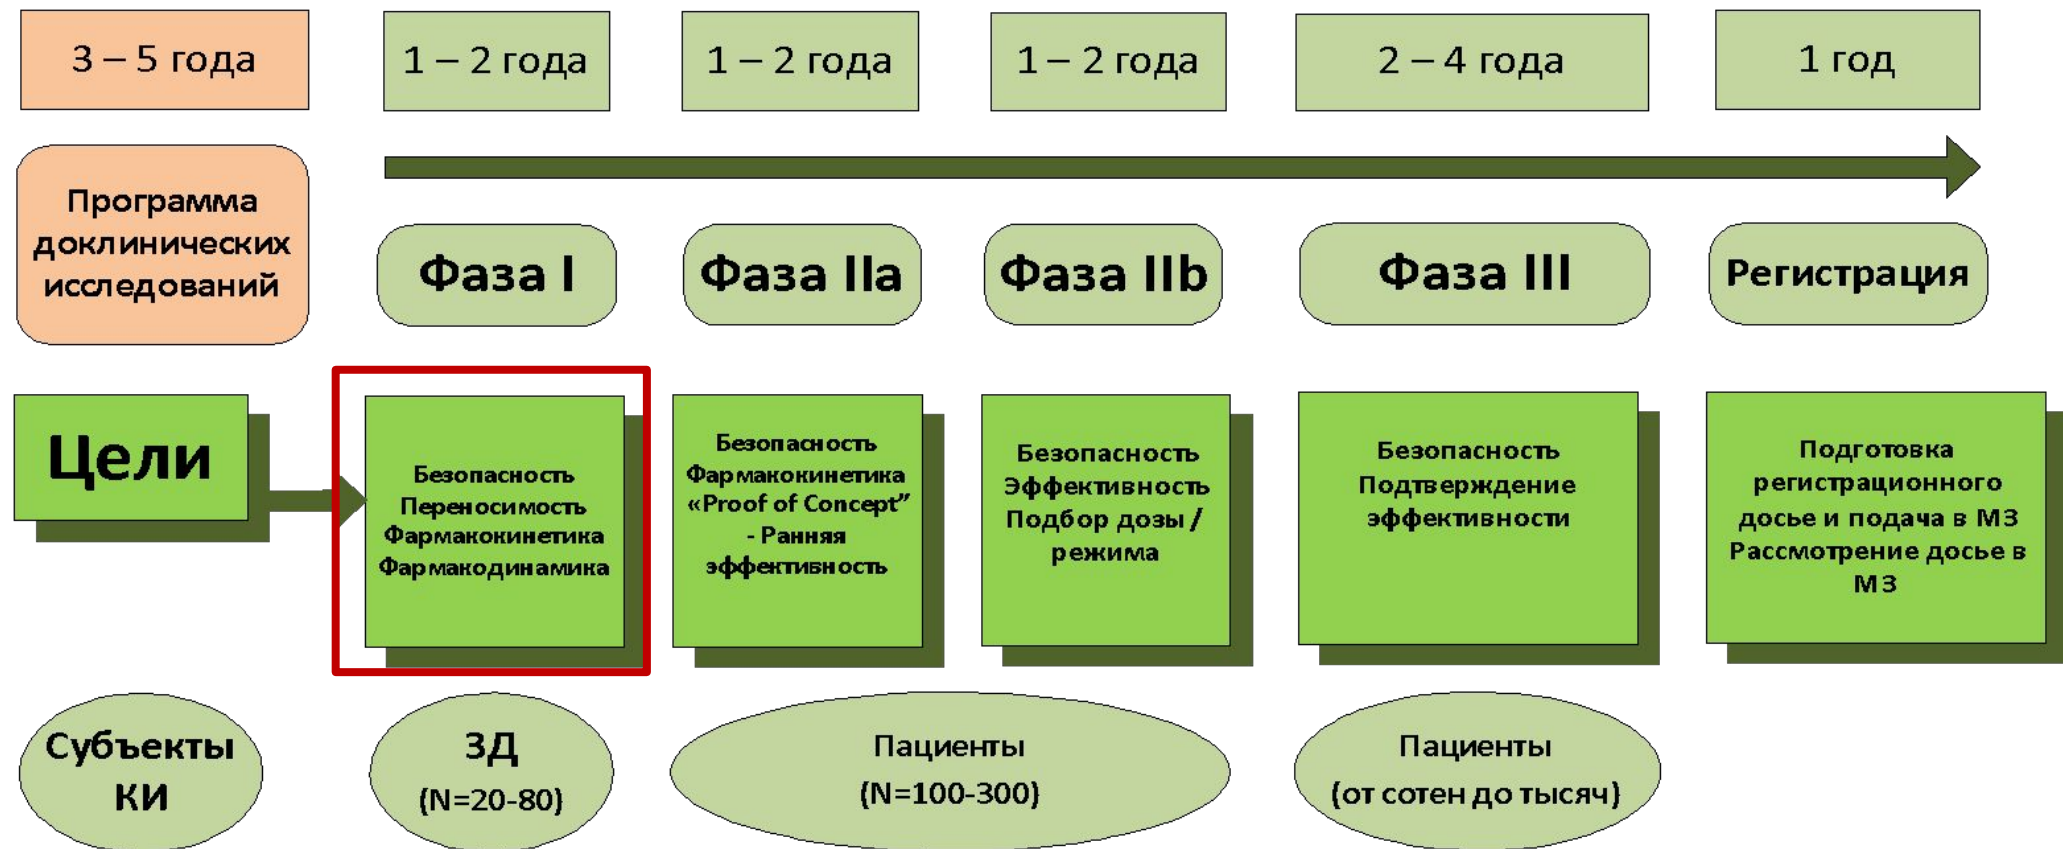 3 – 5 года
1 – 2 года
1 – 2 года
1 – 2 года
2 – 4 года
1 год
Программа
доклинических
исследований
Фаза I
Фаза IIa
Фаза IIb
Фаза III
Регистрация
Цели
Безопасность
Переносимость
Фармакокинетика
Фармакодинамика
Безопасность
Фармакокинетика
«Proof of Concept”
- Ранняя
эффективность
Безопасность
Эффективность
Подбор дозы /
режима
Безопасность
Подтверждение
эффективности
Подготовка
регистрационного
досье и подача в МЗ
Рассмотрение досье в
МЗ
Субъекты
КИ
ЗД
(N=20-80)
Пациенты
(N=100-300)
Пациенты
(от сотен до тысяч)